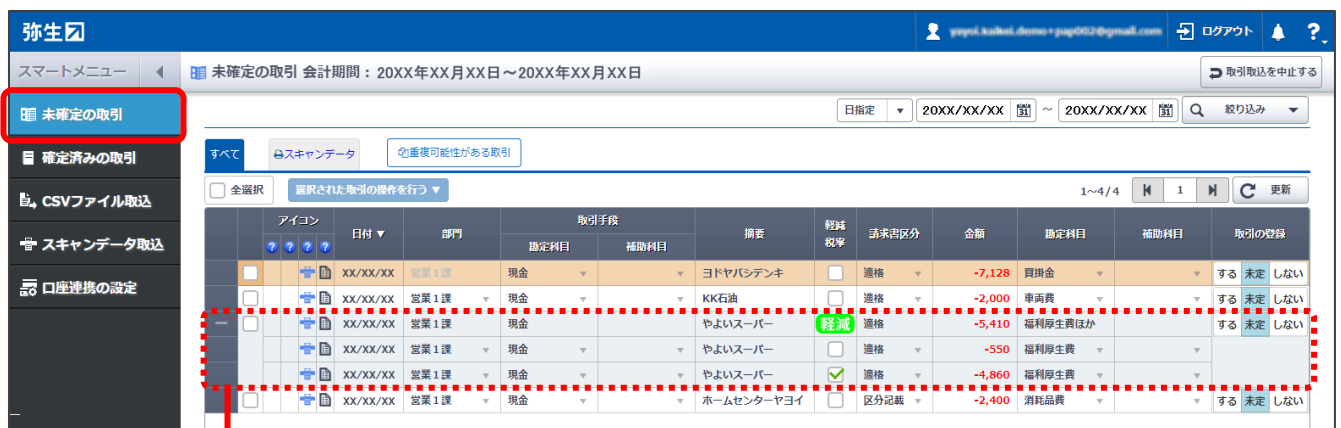 弥生 ログアウト ?
スマートメニュー 未確定の取引 会計期間：20XX年XX月XX日～20XX年XX月XX日 取引取込を中止する
未確定の取引
日指定 ▼ 20XX/XX/XX 31 ～ 20XX/XX/XX 31 絞り込み ▼
確定済みの取引
すべて スキャンデータ 重複可能性がある取引
CSVファイル取込
全選択 選択された取引の操作を行う ▼ 1～4/4 1 更新
スキャンデータ取込
アイコン 日付▼ 部門 取引手段 摘要 軽減税率 請求書区分 金額 勘定科目 補助科目 取引の登録
? ? ? ? 勘定科目 補助科目
口座連携の設定
XX/XX/XX 営業1課 現金 ヨドヤバシデンキ 適格 -7,128 買掛金 する 未定 しない
XX/XX/XX 営業1課 現金 KK石油 適格 -2,000 車両費 する 未定 しない
XX/XX/XX 営業1課 現金 やよいスーパー 軽減 適格 -5,410 福利厚生費ほか する 未定 しない
XX/XX/XX 営業1課 現金 やよいスーパー 適格 -550 福利厚生費
XX/XX/XX 営業1課 現金 やよいスーパー 適格 -4,860 福利厚生費
XX/XX/XX 営業1課 現金 ホームセンターヤヨイ 区分記載 -2,400 消耗品費 する 未定 しない